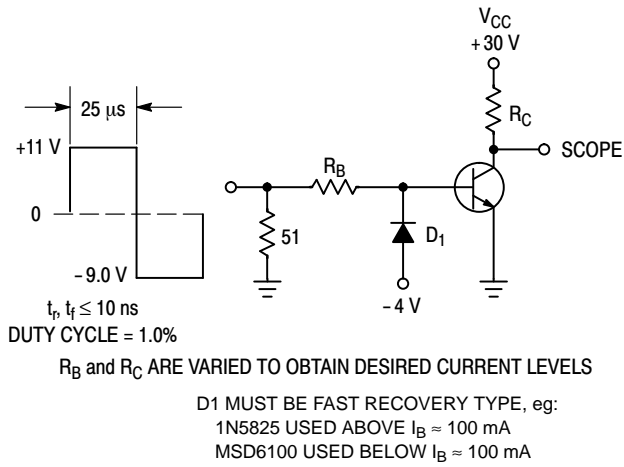 V_CC
+30 V
25 μs
R_C
+11 V
SCOPE
R_B
0
51
D_1
–9.0 V
–4 V
t_r, t_f ≤ 10 ns
DUTY CYCLE = 1.0%
R_B and R_C ARE VARIED TO OBTAIN DESIRED CURRENT LEVELS
D1 MUST BE FAST RECOVERY TYPE, eg:
1N5825 USED ABOVE I_B ≈ 100 mA
MSD6100 USED BELOW I_B ≈ 100 mA